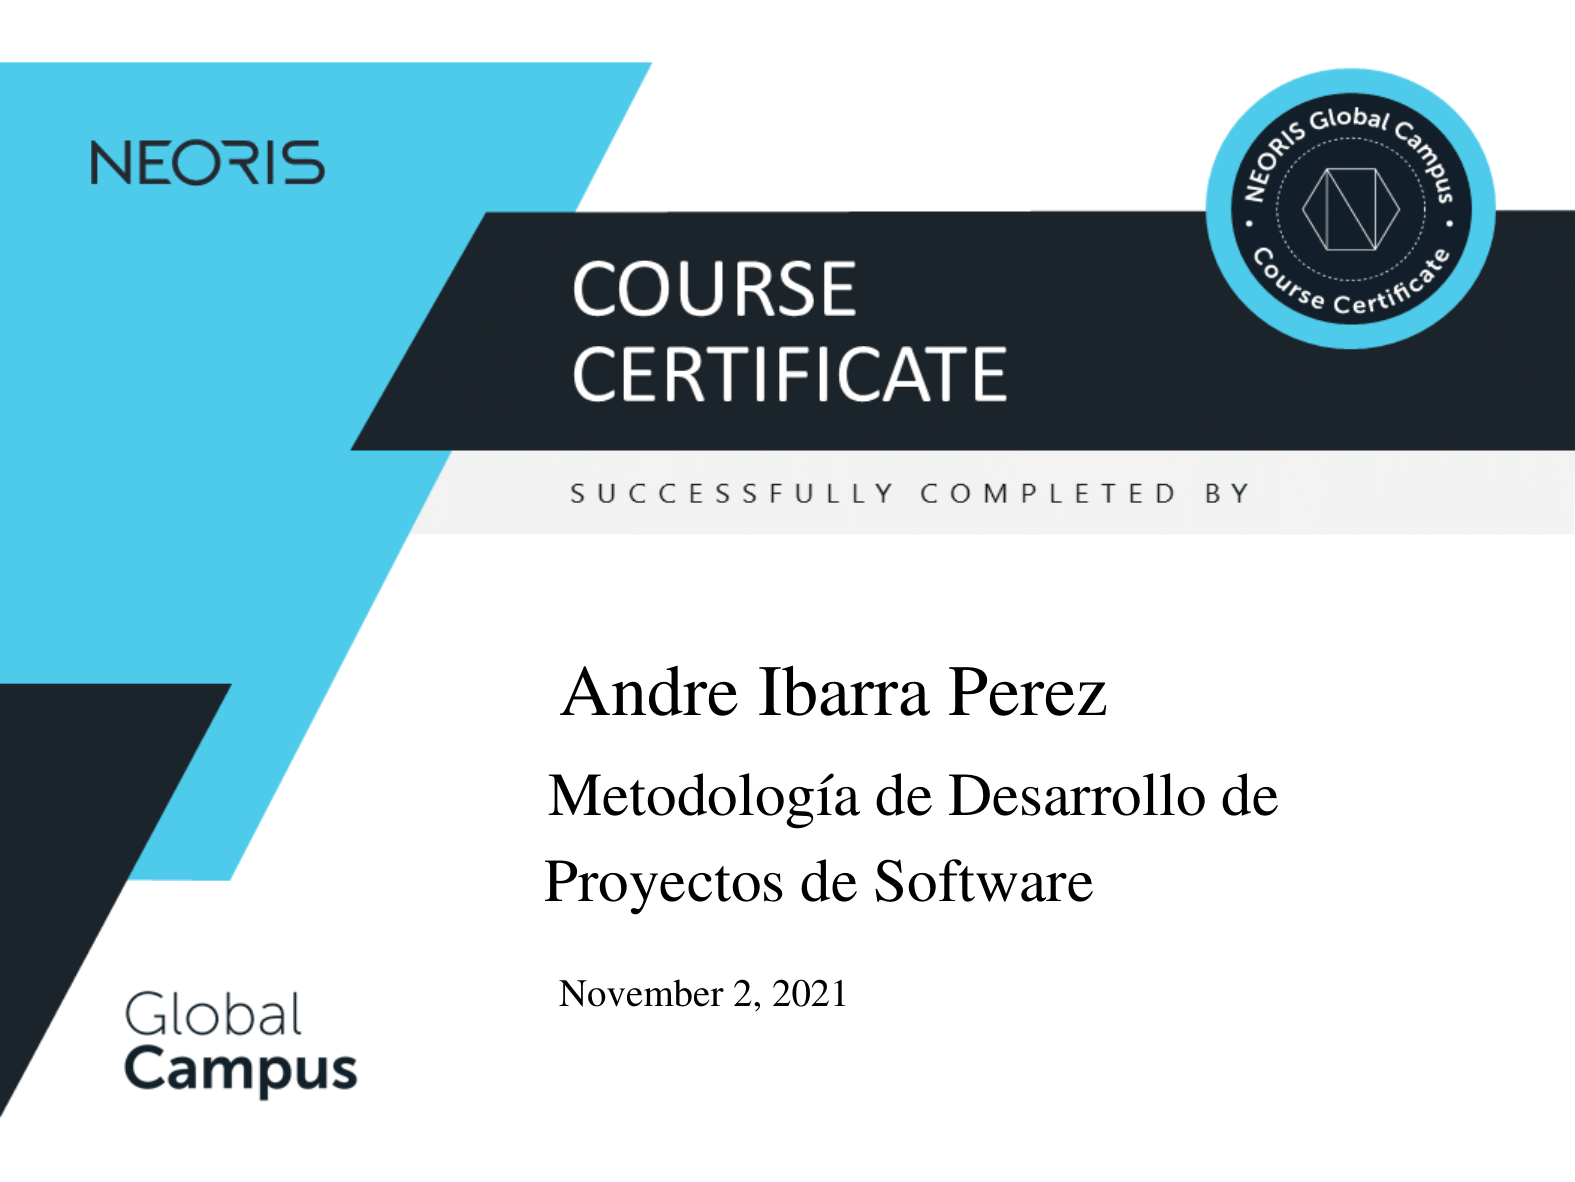 NEORIS
NEORIS Global Campus
Course Certificate
COURSE
CERTIFICATE
SUCCESSFULLY COMPLETED BY
Andre Ibarra Perez
Metodología de Desarrollo de
Proyectos de Software
November 2, 2021
Global
Campus